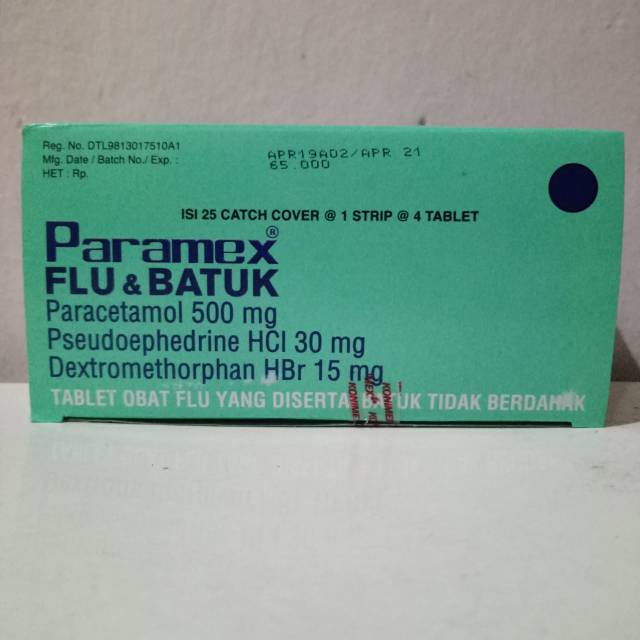 Reg. No. DTL9813017510A1
Mfg. Date / Batch No./ Exp. :
APR19A02/APR 21
HET : Rp.
65.000
ISI 25 CATCH COVER @ 1 STRIP @ 4 TABLET
Paramex®
FLU & BATUK
Paracetamol 500 mg
Pseudoephedrine HCl 30 mg
Dextromethorphan HBr 15 mg
TABLET OBAT FLU YANG DISERTAI BATUK TIDAK BERDAHAK